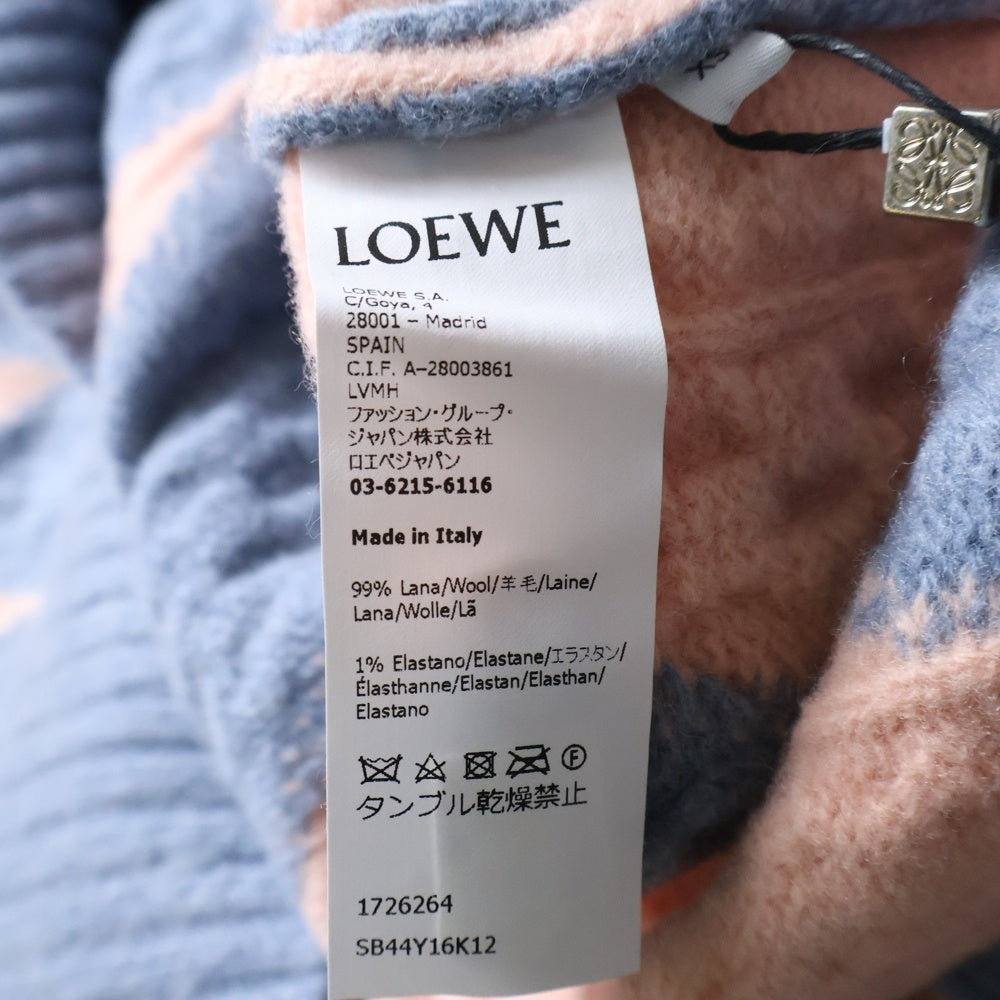 XS
LOEWE
LOEWE S.A.
C/Goya, 4
28001 – Madrid
SPAIN
C.I.F. A–28003861
LVMH
ファッション・グループ・
ジャパン株式会社
ロエベジャパン
03-6215-6116
Made in Italy
99% Lana/Wool/羊毛/Laine/
Lana/Wolle/Lã
1% Elastano/Elastane/エラスタン/
Élasthanne/Elastan/Elasthan/
Elastano
F
タンブル乾燥禁止
1726264
SB44Y16K12